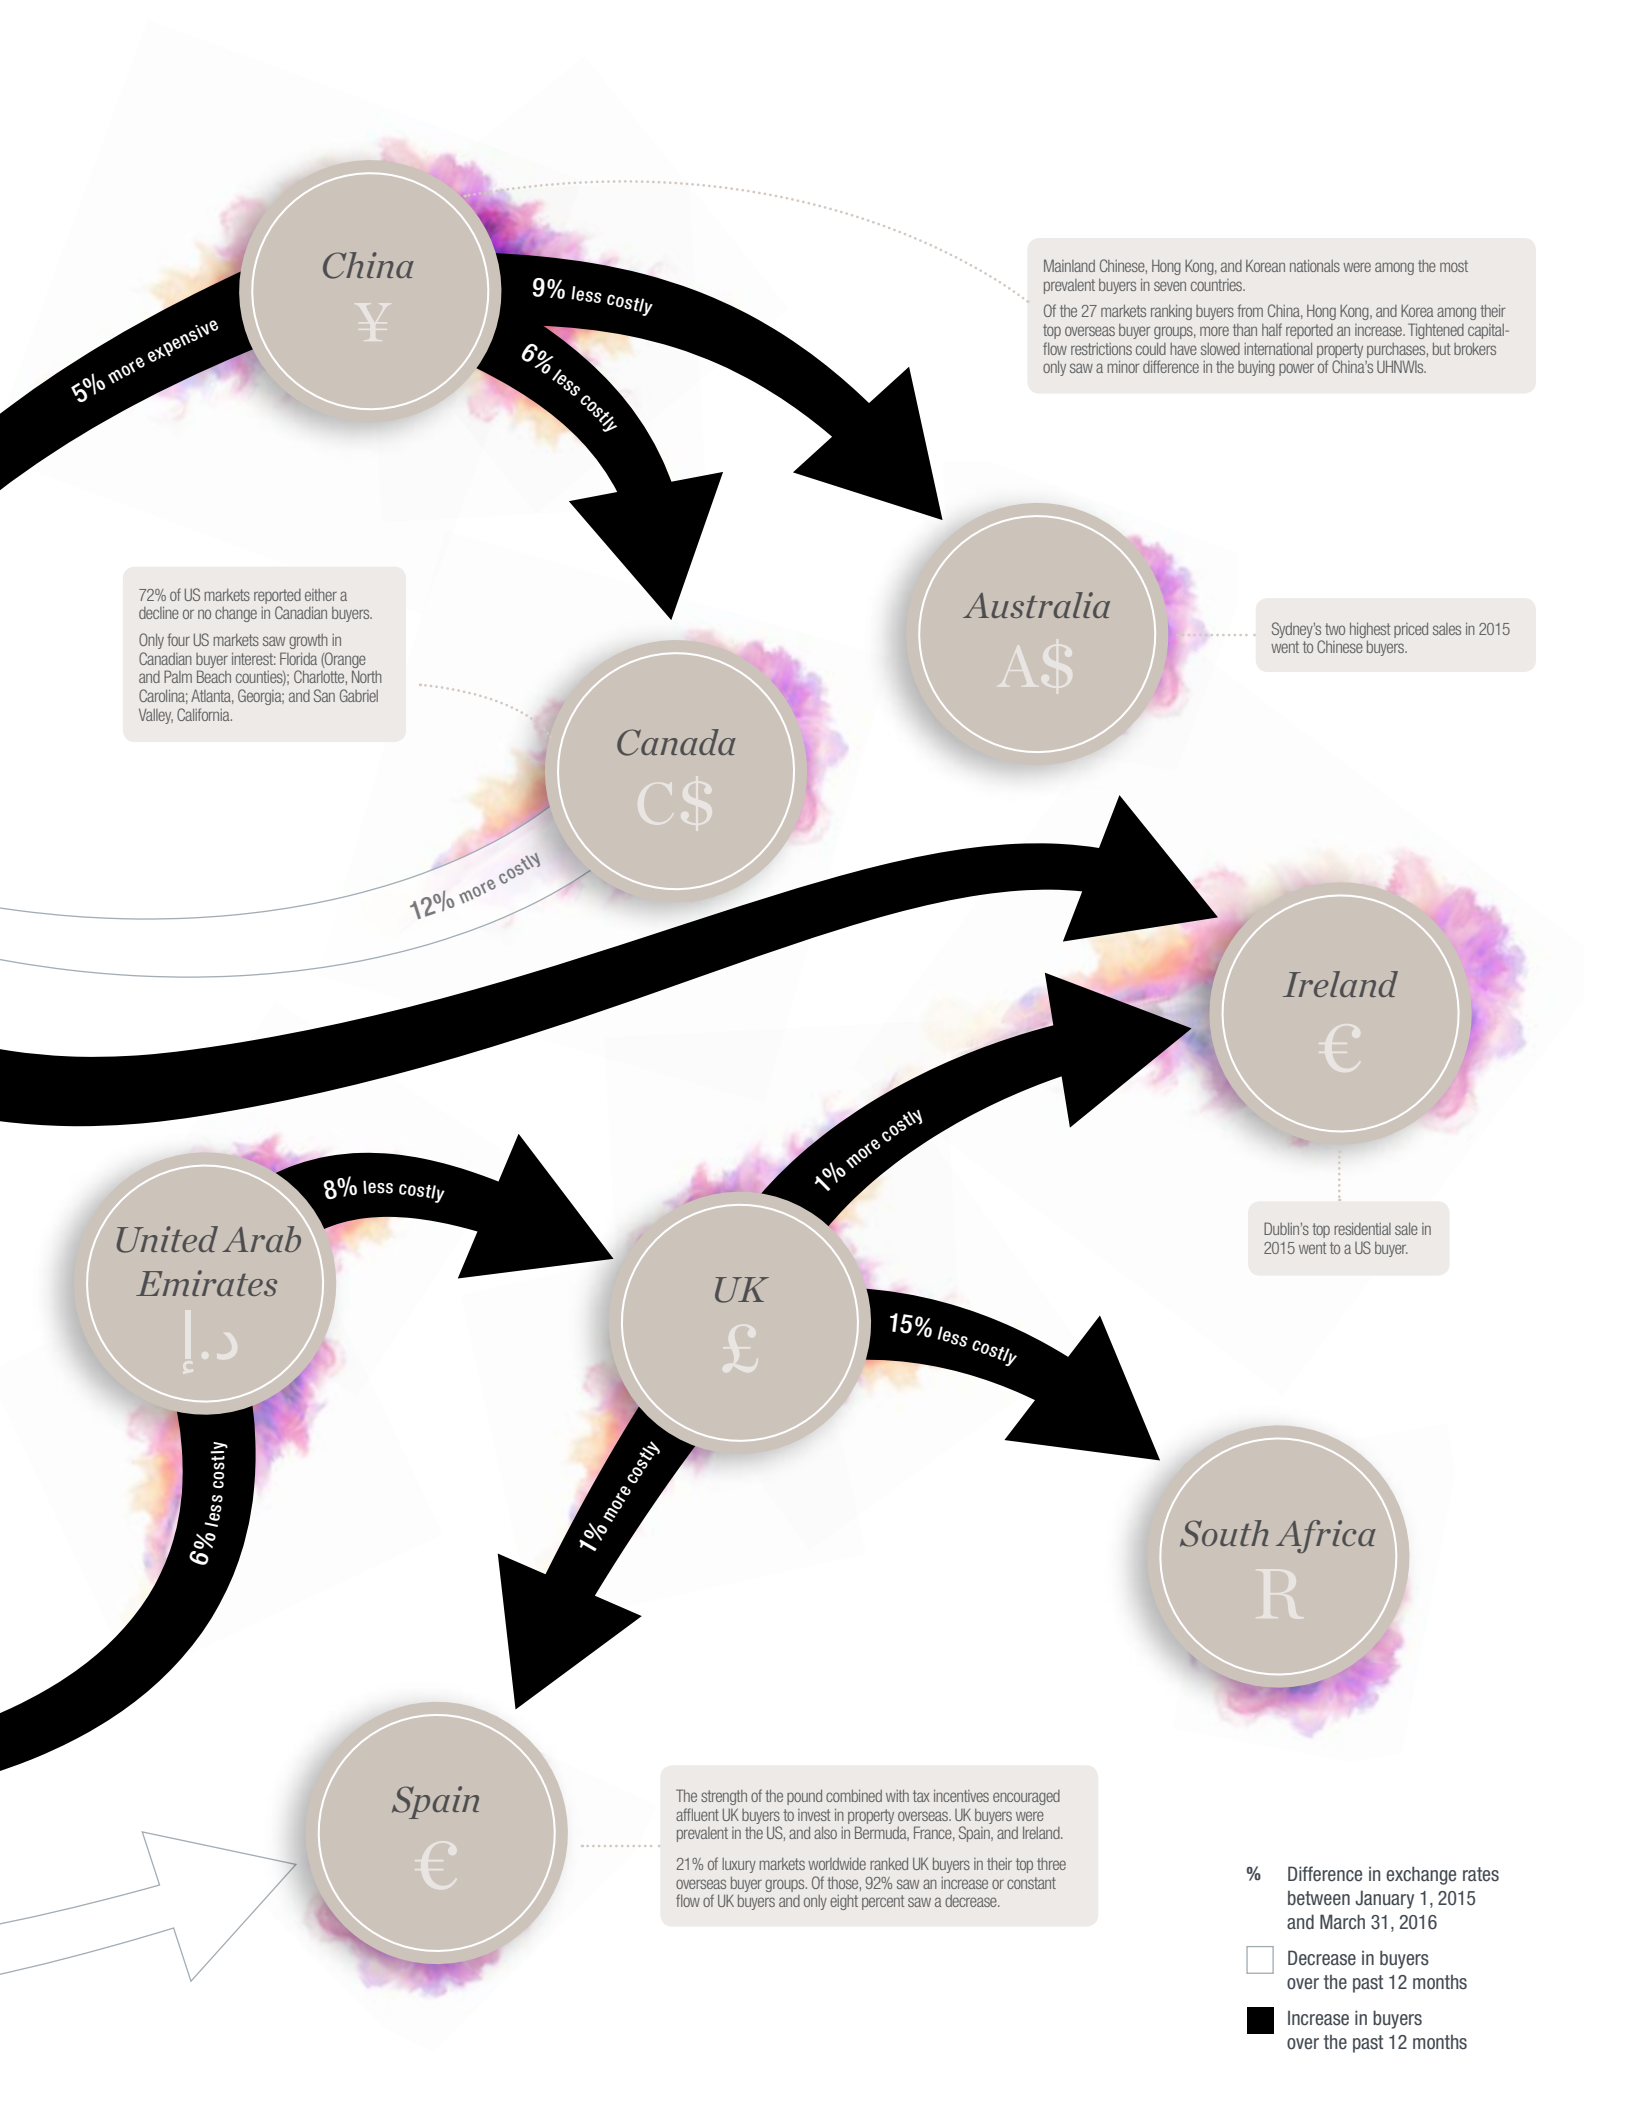 China
¥
5% more expensive
9% less costly
6% less costly
Mainland Chinese, Hong Kong, and Korean nationals were among the most
prevalent buyers in seven countries.
Of the 27 markets ranking buyers from China, Hong Kong, and Korea among their
top overseas buyer groups, more than half reported an increase. Tightened capital-
flow restrictions could have slowed international property purchases, but brokers
only saw a minor difference in the buying power of China's UHNWIs.
72% of US markets reported either a
decline or no change in Canadian buyers.
Only four US markets saw growth in
Canadian buyer interest: Florida (Orange
and Palm Beach counties); Charlotte, North
Carolina; Atlanta, Georgia; and San Gabriel
Valley, California.
Australia
A$
Sydney's two highest priced sales in 2015
went to Chinese buyers.
Canada
C$
12% more costly
Ireland
€
1% more costly
Dublin's top residential sale in
2015 went to a US buyer.
United Arab
Emirates
د.إ
8% less costly
6% less costly
UK
£
15% less costly
1% more costly
South Africa
R
Spain
€
The strength of the pound combined with tax incentives encouraged
affluent UK buyers to invest in property overseas. UK buyers were
prevalent in the US, and also in Bermuda, France, Spain, and Ireland.
21% of luxury markets worldwide ranked UK buyers in their top three
overseas buyer groups. Of those, 92% saw an increase or constant
flow of UK buyers and only eight percent saw a decrease.
% Difference in exchange rates
between January 1, 2015
and March 31, 2016
Decrease in buyers
over the past 12 months
Increase in buyers
over the past 12 months